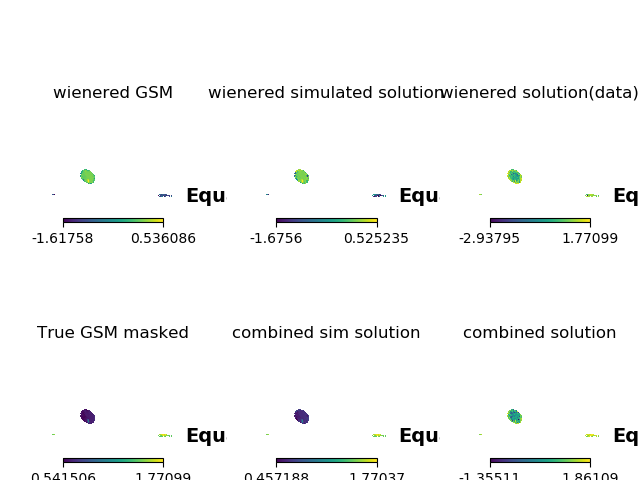 wienered GSM
wienered simulated solution
wienered solution(data)
Equ
Equ
Eq
-1.61758 0.536086
-1.6756 0.525235
-2.93795 1.77099
True GSM masked
combined sim solution
combined solution
Equ
Equ
Eq
0.541506 1.77099
0.457188 1.77037
-1.35511 1.86109